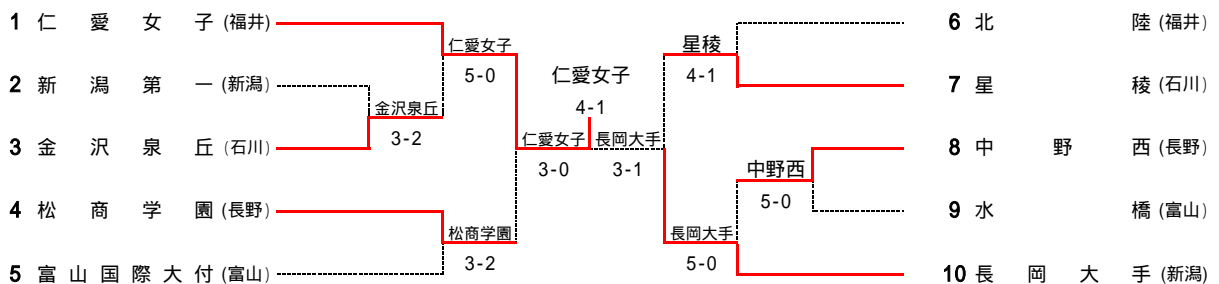 1 仁愛女子(福井)
2 新潟第一(新潟)
3 金沢泉丘(石川)
4 松商学園(長野)
5 富山国際大付(富山)
仁愛女子
5-0
金沢泉丘
3-2
松商学園
3-2
仁愛女子
4-1
仁愛女子
3-0
長岡大手
3-1
星稜
4-1
中野西
5-0
長岡大手
5-0
6 北陸(福井)
7 星稜(石川)
8 中野西(長野)
9 水橋(富山)
10 長岡大手(新潟)